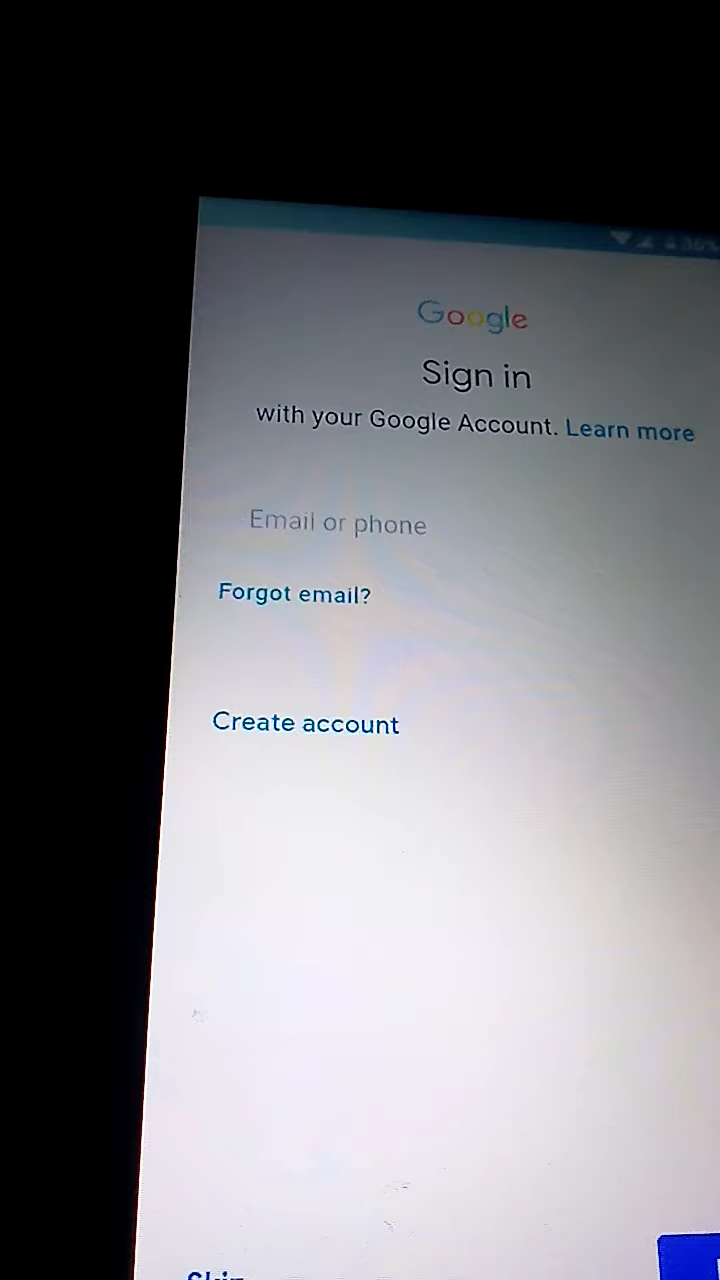 Google
Sign in
with your Google Account. Learn more
Email or phone
Forgot email?
Create account